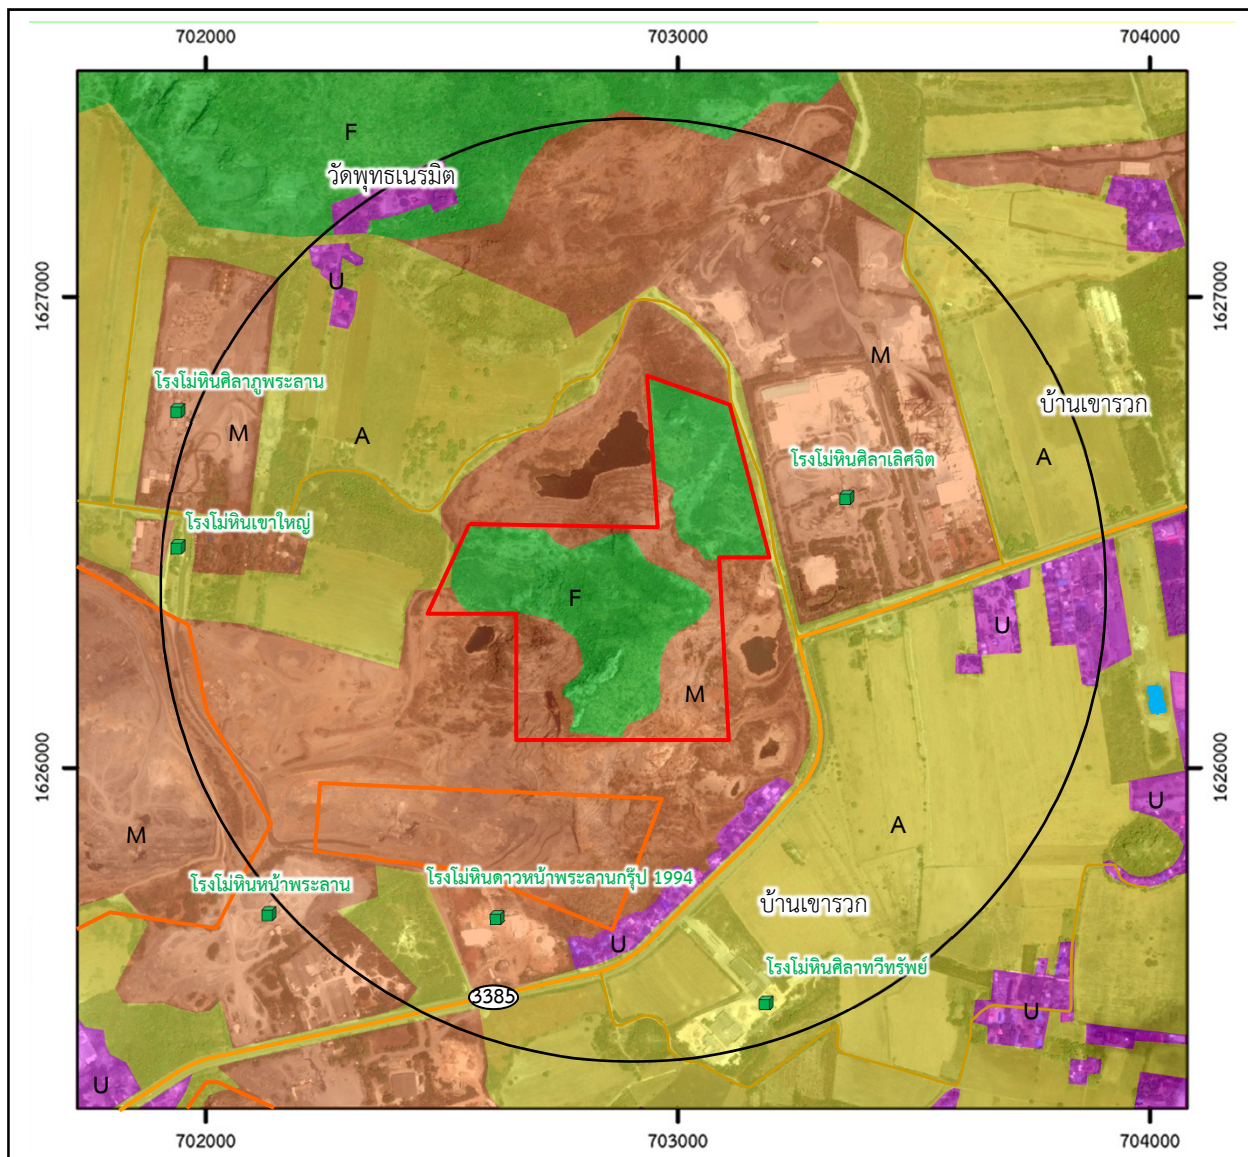 702000
703000
704000
F
วัดพุทธเนรมิต
U
1627000
1627000
M
โรงโม่หินศิลาภูพระลาน
บ้านเขารวก
M
A
A
โรงโม่หินศิลาเลิศจิต
โรงโม่หินเขาใหญ่
F
U
M
1626000
1626000
U
M
A
โรงโม่หินหน้าพระลาน
โรงโม่หินดาวหน้าพระลานกรุ๊ป 1994
บ้านเขารวก
U
โรงโม่หินศิลาทวีทรัพย์
3385
U
U
702000
703000
704000